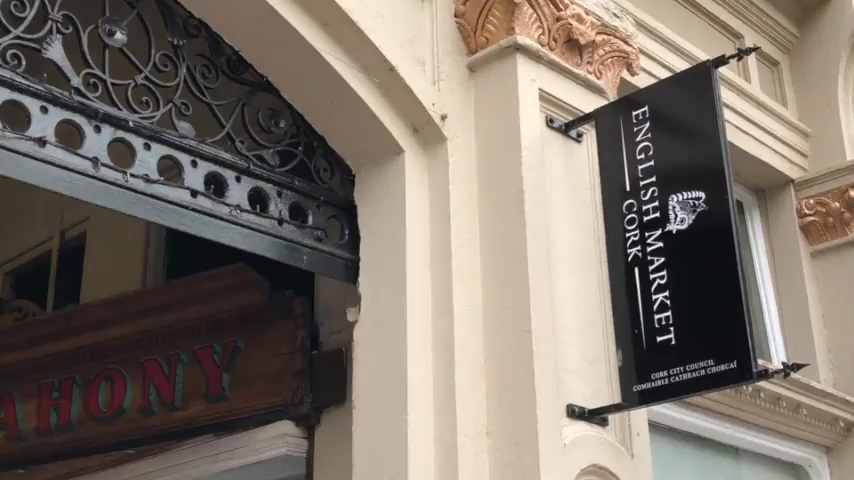 ENGLISH MARKET
CORK
CORK CITY COUNCIL
COMHAIRLE CATHRACH CHORCAÍ
AHONY